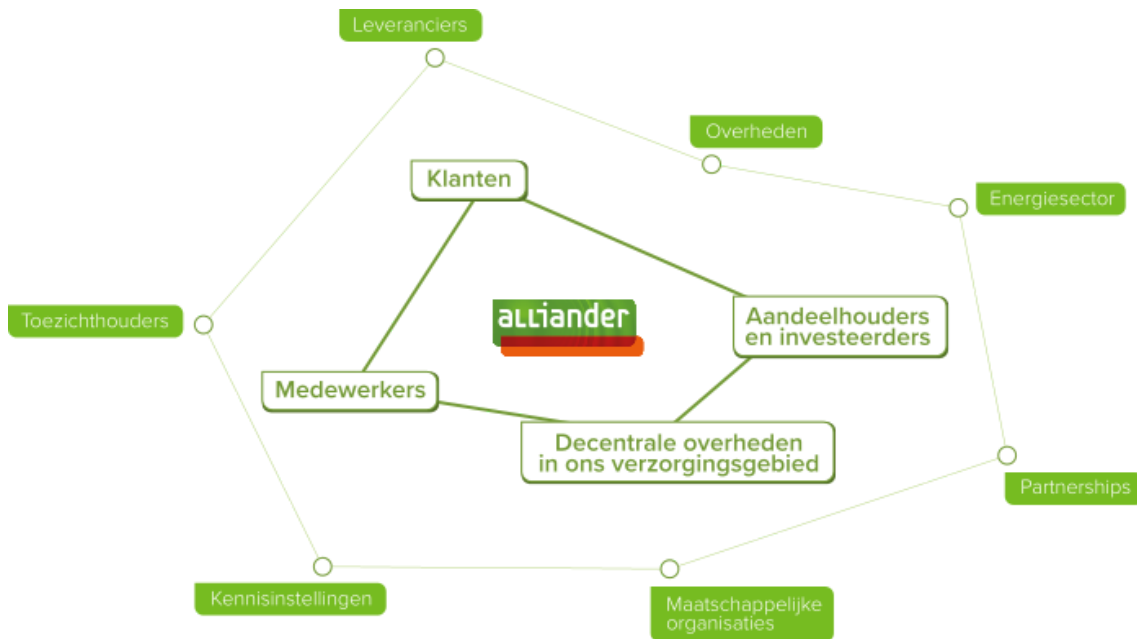 Leveranciers
Overheden
Klanten
Energiesector
alliander
Aandeelhouders
en investeerders
Toezichthouders
Medewerkers
Decentrale overheden
in ons verzorgingsgebied
Partnerships
Kennisinstellingen
Maatschappelijke
organisaties